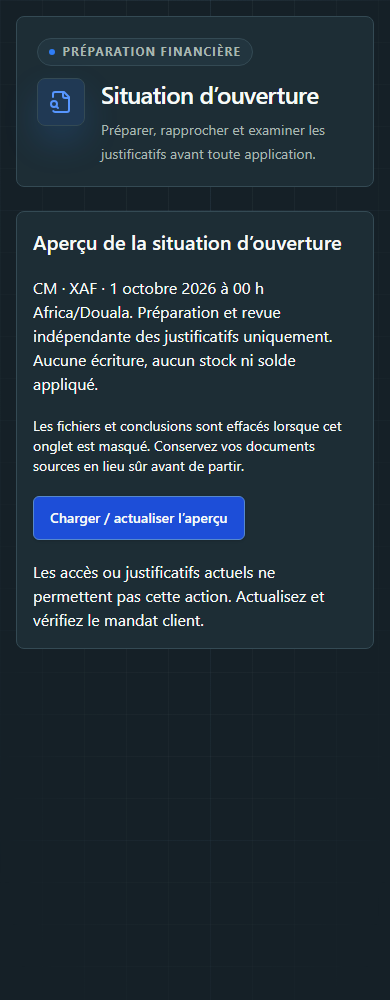 PRÉPARATION FINANCIÈRE
Situation d’ouverture
Préparer, rapprocher et examiner les
justificatifs avant toute application.
Aperçu de la situation d’ouverture
CM · XAF · 1 octobre 2026 à 00 h
Africa/Douala. Préparation et revue
indépendante des justificatifs uniquement.
Aucune écriture, aucun stock ni solde
appliqué.
Les fichiers et conclusions sont effacés lorsque cet
onglet est masqué. Conservez vos documents
sources en lieu sûr avant de partir.
Charger / actualiser l’aperçu
Les accès ou justificatifs actuels ne
permettent pas cette action. Actualisez et
vérifiez le mandat client.